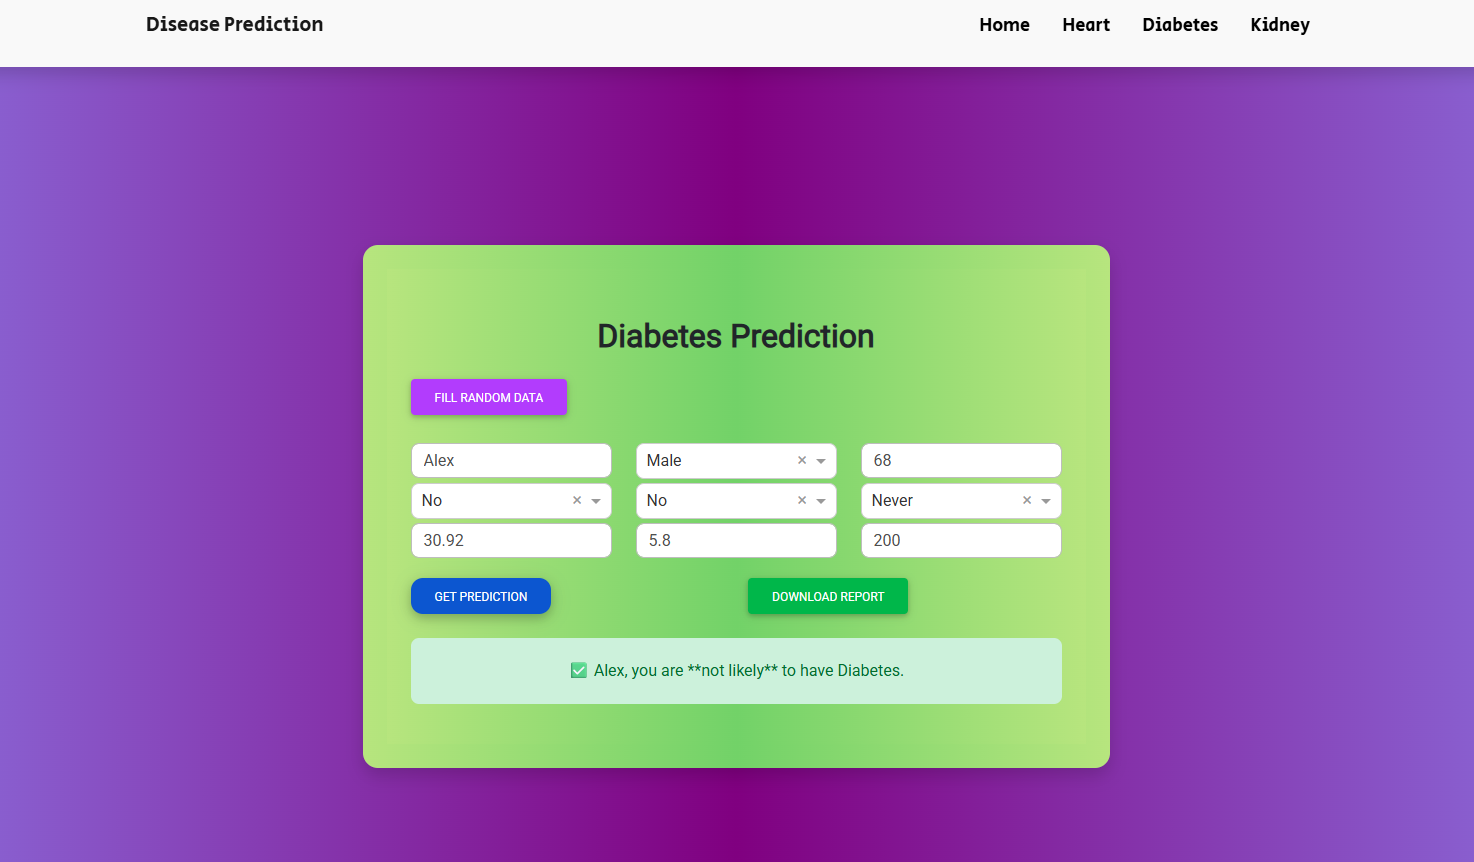 Disease Prediction Home Heart Diabetes Kidney
Diabetes Prediction
FILL RANDOM DATA
Alex Male × 68
No × No × Never ×
30.92 5.8 200
GET PREDICTION DOWNLOAD REPORT
✅ Alex, you are **not likely** to have Diabetes.